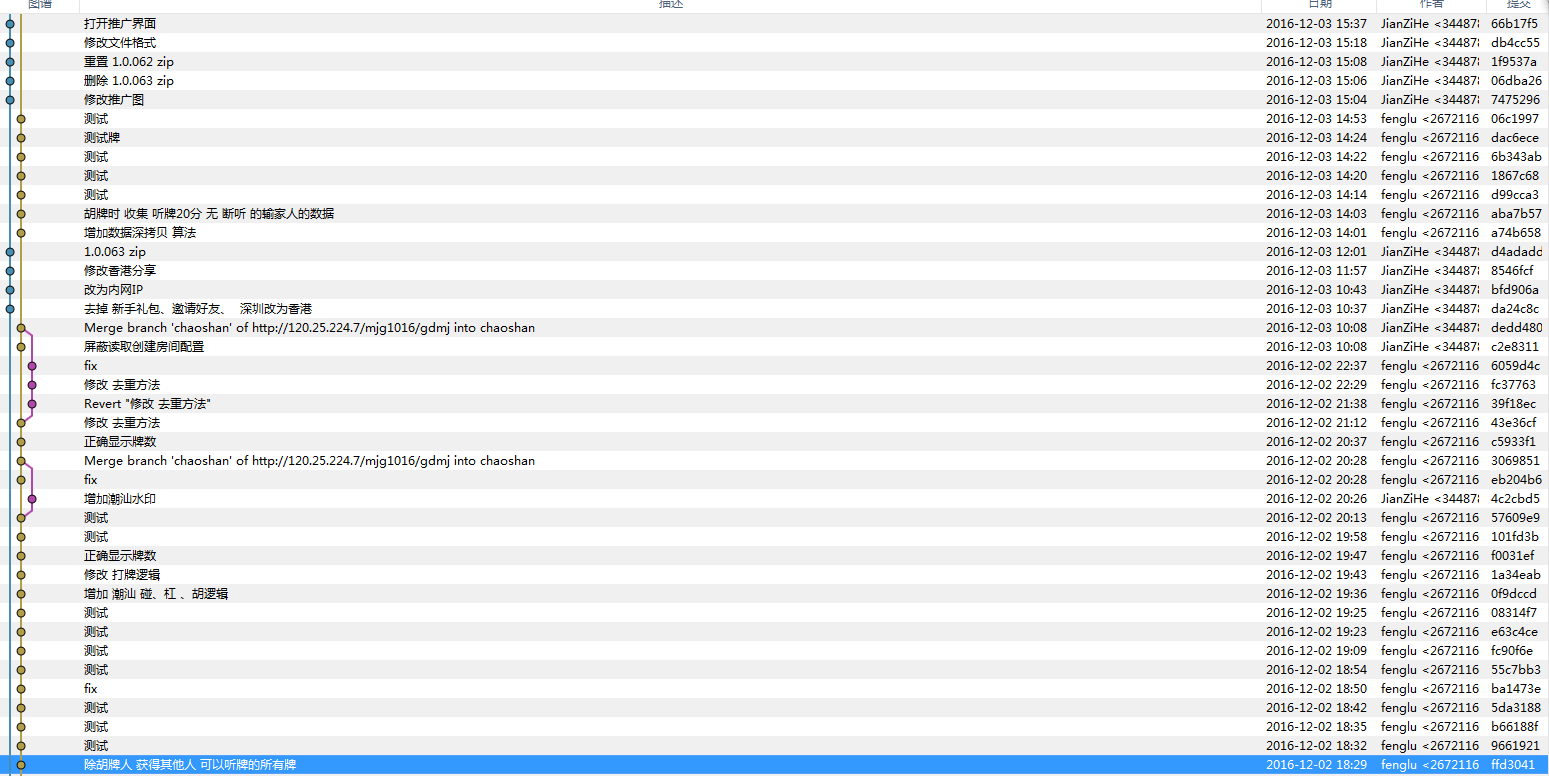 图谱 描述 日期 作者 提交
打开推广界面 2016-12-03 15:37 JianZiHe <34487 66b17f5
修改文件格式 2016-12-03 15:18 JianZiHe <34487 db4cc55
重置 1.0.062 zip 2016-12-03 15:08 JianZiHe <34487 1f9537a
删除 1.0.063 zip 2016-12-03 15:06 JianZiHe <34487 06dba26
修改推广图 2016-12-03 15:04 JianZiHe <34487 7475296
测试 2016-12-03 14:53 fenglu <2672116 06c1997
测试牌 2016-12-03 14:24 fenglu <2672116 dac6ece
测试 2016-12-03 14:22 fenglu <2672116 6b343ab
测试 2016-12-03 14:20 fenglu <2672116 1867c68
测试 2016-12-03 14:14 fenglu <2672116 d99cca3
胡牌时 收集 听牌20分 无 断听 的输家人的数据 2016-12-03 14:03 fenglu <2672116 aba7b57
增加数据深拷贝 算法 2016-12-03 14:01 fenglu <2672116 a74b658
1.0.063 zip 2016-12-03 12:01 JianZiHe <34487 d4adadd
修改香港分享 2016-12-03 11:57 JianZiHe <34487 8546fcf
改为内网IP 2016-12-03 10:43 JianZiHe <34487 bfd906a
去掉 新手礼包、邀请好友、 深圳改为香港 2016-12-03 10:37 JianZiHe <34487 da24c8c
Merge branch 'chaoshan' of http://120.25.224.7/mjg1016/gdmj into chaoshan 2016-12-03 10:08 JianZiHe <34487 dedd480
屏蔽读取创建房间配置 2016-12-03 10:08 JianZiHe <34487 c2e8311
fix 2016-12-02 22:37 fenglu <2672116 6059d4c
修改 去重方法 2016-12-02 22:29 fenglu <2672116 fc37763
Revert "修改 去重方法" 2016-12-02 21:38 fenglu <2672116 39f18ec
修改 去重方法 2016-12-02 21:12 fenglu <2672116 43e36cf
正确显示牌数 2016-12-02 20:37 fenglu <2672116 c5933f1
Merge branch 'chaoshan' of http://120.25.224.7/mjg1016/gdmj into chaoshan 2016-12-02 20:28 fenglu <2672116 3069851
fix 2016-12-02 20:28 fenglu <2672116 eb204b6
增加潮汕水印 2016-12-02 20:26 JianZiHe <34487 4c2cbd5
测试 2016-12-02 20:13 fenglu <2672116 57609e9
测试 2016-12-02 19:58 fenglu <2672116 101fd3b
正确显示牌数 2016-12-02 19:47 fenglu <2672116 f0031ef
修改 打牌逻辑 2016-12-02 19:43 fenglu <2672116 1a34eab
增加 潮汕 碰、杠 、胡逻辑 2016-12-02 19:36 fenglu <2672116 0f9dccd
测试 2016-12-02 19:25 fenglu <2672116 08314f7
测试 2016-12-02 19:23 fenglu <2672116 e63c4ce
测试 2016-12-02 19:09 fenglu <2672116 fc90f6e
测试 2016-12-02 18:54 fenglu <2672116 55c7bb3
fix 2016-12-02 18:50 fenglu <2672116 ba1473e
测试 2016-12-02 18:42 fenglu <2672116 5da3188
测试 2016-12-02 18:35 fenglu <2672116 b66188f
测试 2016-12-02 18:32 fenglu <2672116 9661921
除胡牌人 获得其他人 可以听牌的所有牌 2016-12-02 18:29 fenglu <2672116 ffd3041